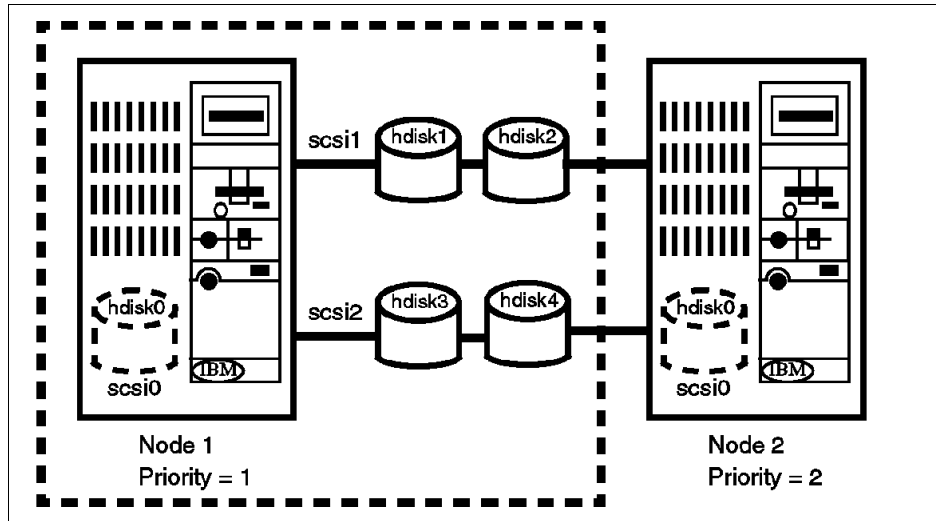 scsi1
hdisk1
hdisk2
hdisk0
scsi0
IBM
scsi2
hdisk3
hdisk4
hdisk0
scsi0
IBM
Node 1
Priority = 1
Node 2
Priority = 2